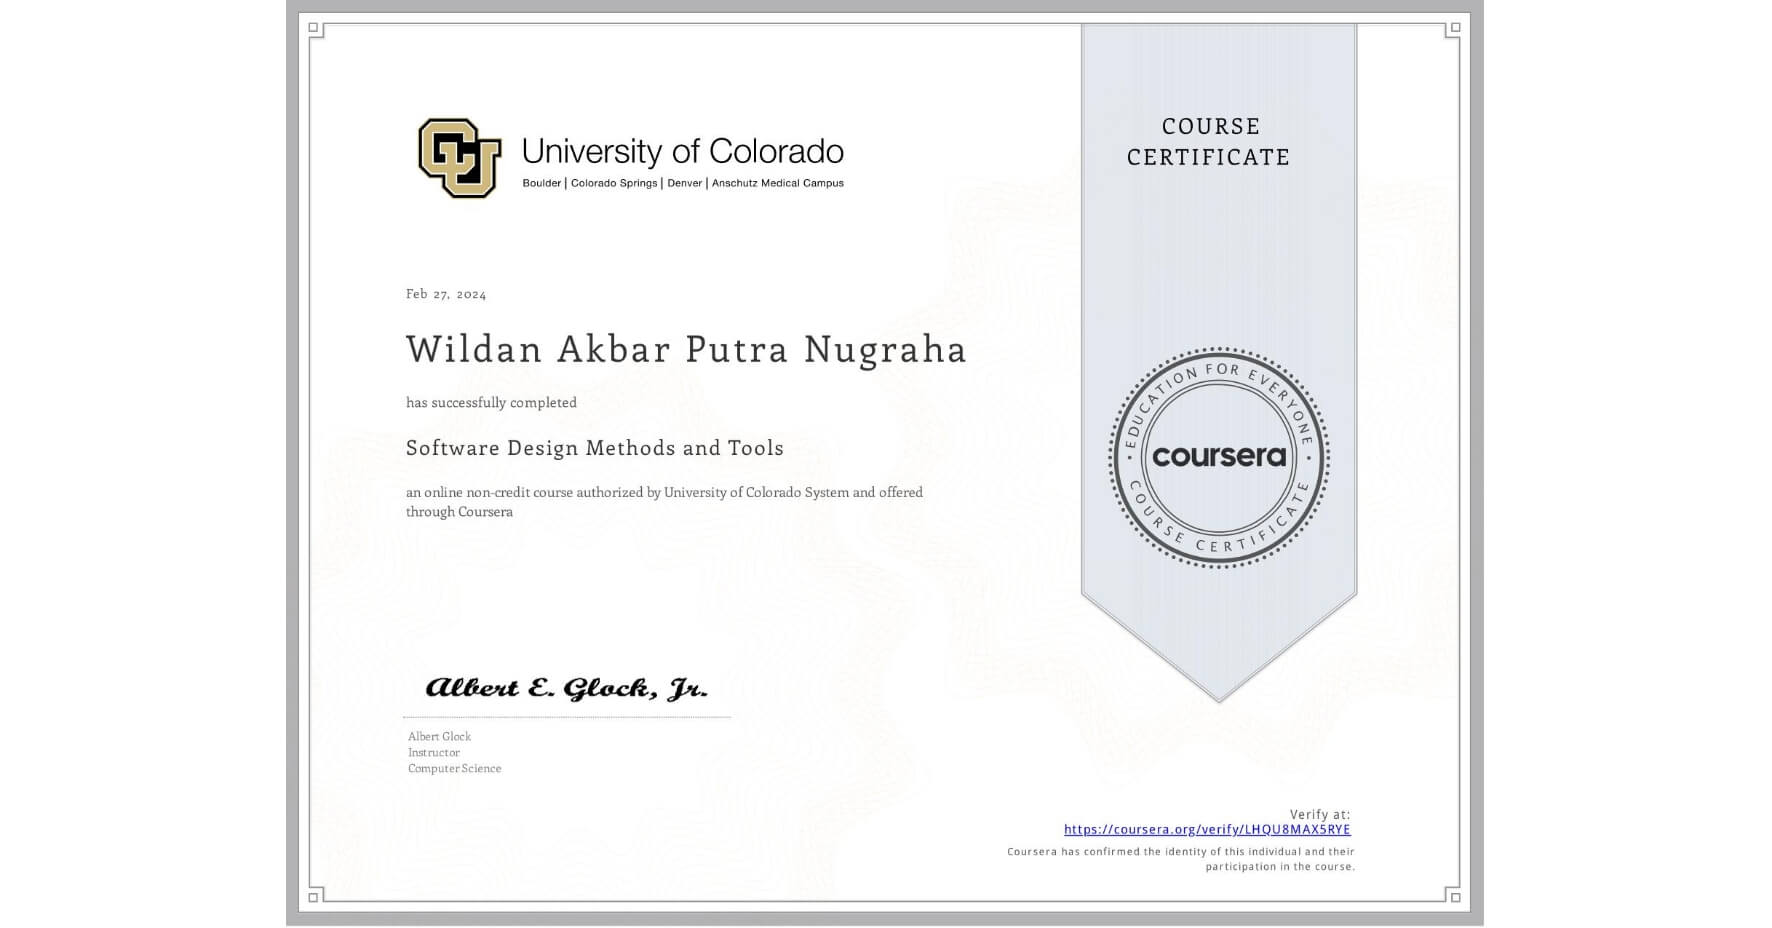 University of Colorado
Boulder | Colorado Springs | Denver | Anschutz Medical Campus
COURSE
CERTIFICATE
Feb 27, 2024
Wildan Akbar Putra Nugraha
has successfully completed
Software Design Methods and Tools
an online non-credit course authorized by University of Colorado System and offered
through Coursera
EDUCATION FOR EVERYONE
coursera
COURSE CERTIFICATE
Albert E. Glock, Jr.
Albert Glock
Instructor
Computer Science
Verify at:
https://coursera.org/verify/LHQU8MAX5RYE
Coursera has confirmed the identity of this individual and their
participation in the course.